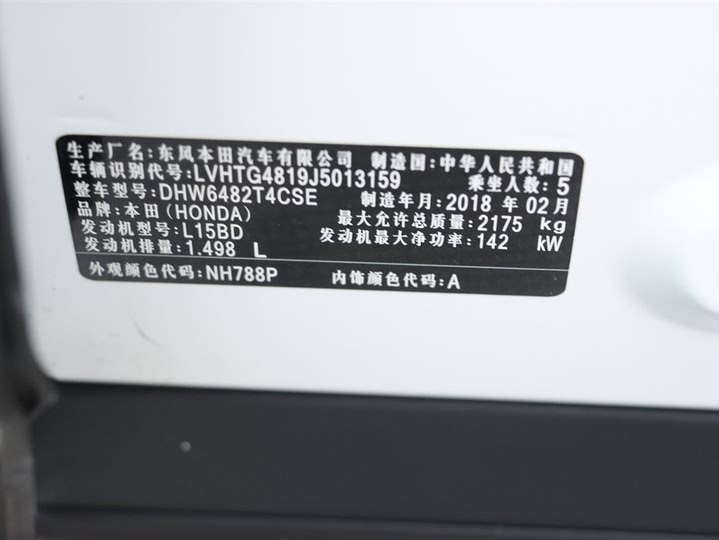 生产厂名:东风本田汽车有限公司 制造国:中华人民共和国
车辆识别代号:LVHTG4819J5013159 乘坐人数:5
整车型号:DHW6482T4CSE 制造年月:2018 年 02 月
品牌:本田(HONDA) 最大允许总质量:2175 kg
发动机型号:L15BD 发动机最大净功率:142 kW
发动机排量:1.498 L
外观颜色代码:NH788P 内饰颜色代码:A